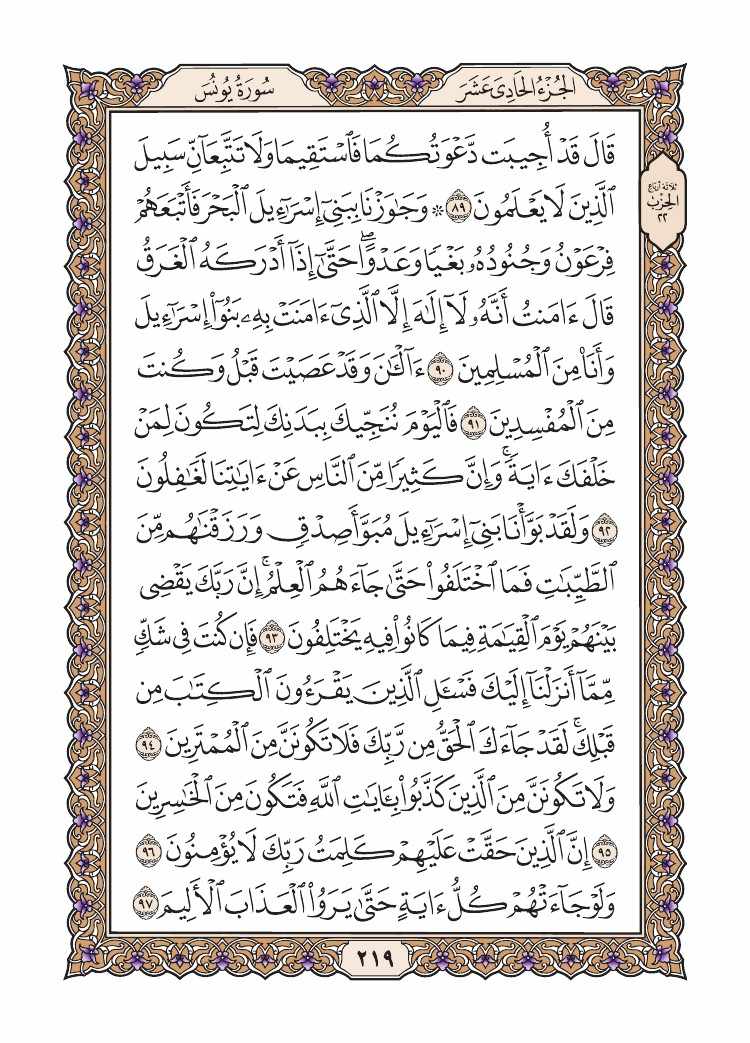 سُورَةُ يُونُسَ
الجُزْءُ الحَادِي عَشَرَ
ثلاثة أرباع
الحزب
٢٢
قَالَ قَدۡ أُجِيبَت دَّعۡوَتُكُمَا فَٱسۡتَقِيمَا وَلَا تَتَّبِعَآنِّ سَبِيلَ
ٱلَّذِينَ لَا يَعۡلَمُونَ ٨٩ ۞ وَجَٰوَزۡنَا بِبَنِيٓ إِسۡرَٰٓءِيلَ ٱلۡبَحۡرَ فَأَتۡبَعَهُمۡ
فِرۡعَوۡنُ وَجُنُودُهُۥ بَغۡيٗا وَعَدۡوًاۖ حَتَّىٰٓ إِذَآ أَدۡرَكَهُ ٱلۡغَرَقُ
قَالَ ءَامَنتُ أَنَّهُۥ لَآ إِلَٰهَ إِلَّا ٱلَّذِيٓ ءَامَنَتۡ بِهِۦ بَنُوٓاْ إِسۡرَٰٓءِيلَ
وَأَنَا۠ مِنَ ٱلۡمُسۡلِمِينَ ٩٠ ءَآلۡـَٰٔنَ وَقَدۡ عَصَيۡتَ قَبۡلُ وَكُنتَ
مِنَ ٱلۡمُفۡسِدِينَ ٩١ فَٱلۡيَوۡمَ نُنَجِّيكَ بِبَدَنِكَ لِتَكُونَ لِمَنۡ
خَلۡفَكَ ءَايَةٗۚ وَإِنَّ كَثِيرٗا مِّنَ ٱلنَّاسِ عَنۡ ءَايَٰتِنَا لَغَٰفِلُونَ
٩٢ وَلَقَدۡ بَوَّأۡنَا بَنِيٓ إِسۡرَٰٓءِيلَ مُبَوَّأَ صِدۡقٖ وَرَزَقۡنَٰهُم مِّنَ
ٱلطَّيِّبَٰتِ فَمَا ٱخۡتَلَفُواْ حَتَّىٰ جَآءَهُمُ ٱلۡعِلۡمُۚ إِنَّ رَبَّكَ يَقۡضِي
بَيۡنَهُمۡ يَوۡمَ ٱلۡقِيَٰمَةِ فِيمَا كَانُواْ فِيهِ يَخۡتَلِفُونَ ٩٣ فَإِن كُنتَ فِي شَكّٖ
مِّمَّآ أَنزَلۡنَآ إِلَيۡكَ فَسۡـَٔلِ ٱلَّذِينَ يَقۡرَءُونَ ٱلۡكِتَٰبَ مِن
قَبۡلِكَۚ لَقَدۡ جَآءَكَ ٱلۡحَقُّ مِن رَّبِّكَ فَلَا تَكُونَنَّ مِنَ ٱلۡمُمۡتَرِينَ ٩٤
وَلَا تَكُونَنَّ مِنَ ٱلَّذِينَ كَذَّبُواْ بِـَٔايَٰتِ ٱللَّهِ فَتَكُونَ مِنَ ٱلۡخَٰسِرِينَ
٩٥ إِنَّ ٱلَّذِينَ حَقَّتۡ عَلَيۡهِمۡ كَلِمَتُ رَبِّكَ لَا يُؤۡمِنُونَ ٩٦
وَلَوۡ جَآءَتۡهُمۡ كُلُّ ءَايَةٍ حَتَّىٰ يَرَوُاْ ٱلۡعَذَابَ ٱلۡأَلِيمَ ٩٧
٢١٩